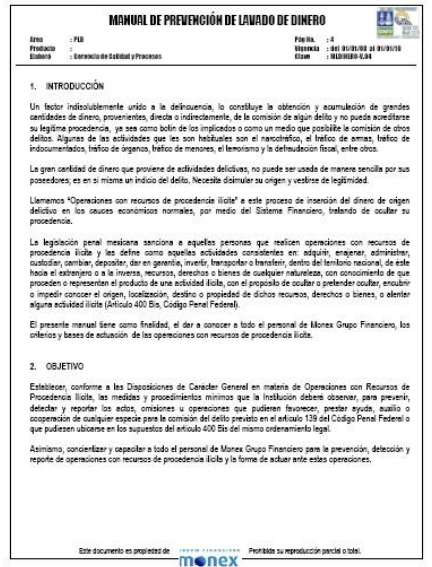 MANUAL DE PREVENCIÓN DE LAVADO DE DINERO
Area : PLD
Pág No. : 4
Producto :
Vigencia : del 01/01/09 al 01/01/10
Elaboró : Gerencia de Calidad y Procesos
Clave : MLDINERO-V.04
1. INTRODUCCIÓN
Un factor indisolublemente unido a la delincuencia, lo constituye la obtención y acumulación de grandes
cantidades de dinero, provenientes, directa o indirectamente, de la comisión de algún delito y no pueda acreditarse
su legítima procedencia, ya sea como botín de los implicados o como un medio que posibilite la comisión de otros
delitos. Algunas de las actividades que les son habituales son el narcotráfico, el tráfico de armas, tráfico de
indocumentados, tráfico de órganos, tráfico de menores, el terrorismo y la defraudación fiscal, entre otros.
La gran cantidad de dinero que proviene de actividades delictivas, no puede ser usada de manera sencilla por sus
poseedores; es en si misma un indicio del delito. Necesita disimular su origen y vestirse de legitimidad.
Llamamos "Operaciones con recursos de procedencia ilícita" a este proceso de inserción del dinero de origen
delictivo en los cauces económicos normales, por medio del Sistema Financiero, tratando de ocultar su
procedencia.
La legislación penal mexicana sanciona a aquellas personas que realicen operaciones con recursos de
procedencia ilícita y las define como aquellas actividades consistentes en: adquirir, enajenar, administrar,
custodiar, cambiar, depositar, dar en garantía, invertir, transportar o transferir, dentro del territorio nacional, de éste
hacia el extranjero o a la inversa, recursos, derechos o bienes de cualquier naturaleza, con conocimiento de que
proceden o representan el producto de una actividad ilícita, con el propósito de ocultar o pretender ocultar, encubrir
o impedir conocer el origen, localización, destino o propiedad de dichos recursos, derechos o bienes, o alentar
alguna actividad ilícita (Artículo 400 Bis, Código Penal Federal).
El presente manual tiene como finalidad, el dar a conocer a todo el personal de Monex Grupo Financiero, los
criterios y bases de actuación de las operaciones con recursos de procedencia ilícita.
2. OBJETIVO
Establecer, conforme a las Disposiciones de Carácter General en materia de Operaciones con Recursos de
Procedencia Ilícita, las medidas y procedimientos mínimos que la Institución deberá observar, para prevenir,
detectar y reportar los actos, omisiones u operaciones que pudieran favorecer, prestar ayuda, auxilio o
cooperación de cualquier especie para la comisión del delito previsto en el artículo 139 del Código Penal Federal o
que pudiesen ubicarse en los supuestos del artículo 400 Bis del mismo ordenamiento legal.
Asimismo, concientizar y capacitar a todo el personal de Monex Grupo Financiero para la prevención, detección y
reporte de operaciones con recursos de procedencia ilícita y la forma de actuar ante estas operaciones.
Este documento es propiedad de GRUPO FINANCIERO monex Prohibida su reproducción parcial o total.